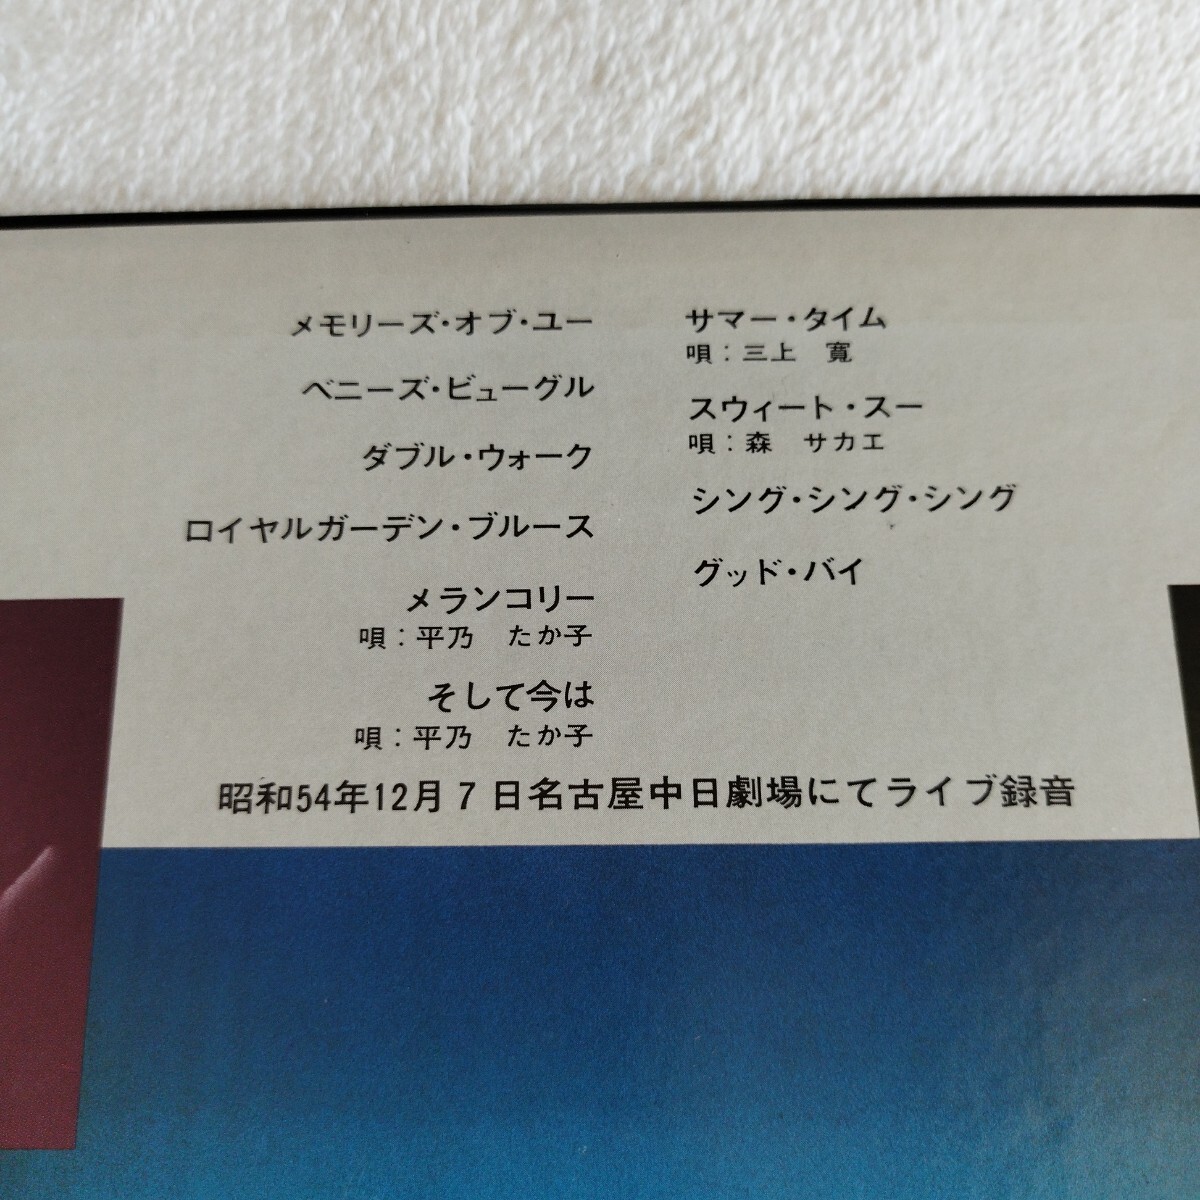 メモリーズ・オブ・ユー
ベニーズ・ビューグル
ダブル・ウォーク
ロイヤルガーデン・ブルース
メランコリー
唄：平乃　たか子
そして今は
唄：平乃　たか子
サマー・タイム
唄：三上　寛
スウィート・スー
唄：森　サカエ
シング・シング・シング
グッド・バイ
昭和54年12月7日名古屋中日劇場にてライブ録音